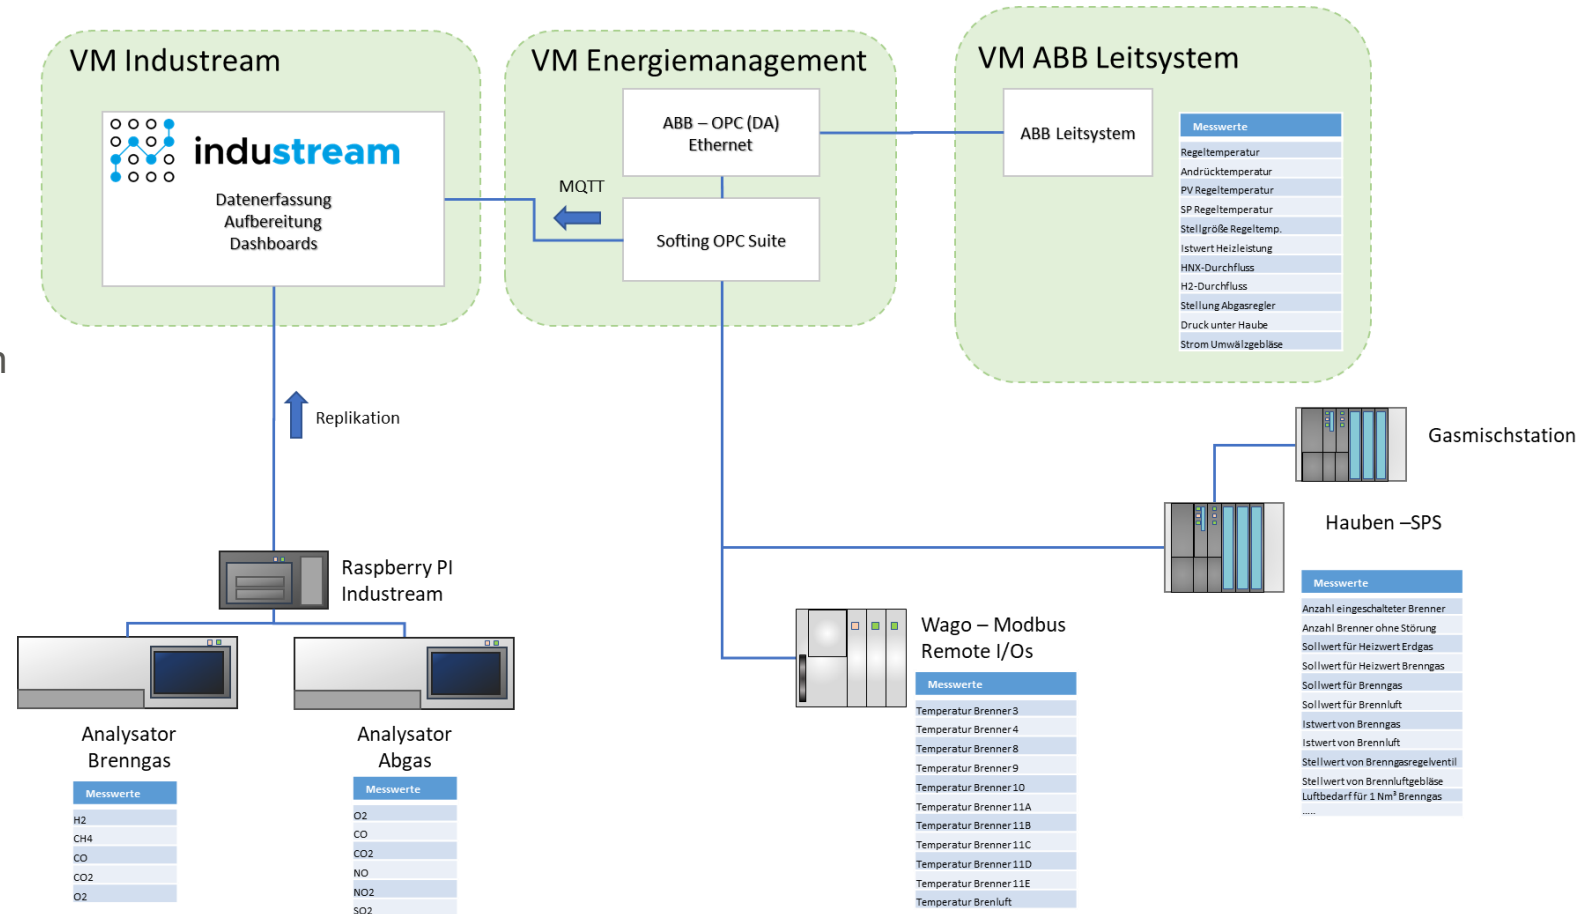 VM Industream
industream
Datenerfassung
Aufbereitung
Dashboards
VM Energiemanagement
ABB – OPC (DA)
Ethernet
MQTT
Softing OPC Suite
VM ABB Leitsystem
ABB Leitsystem
Messwerte
Regeltemperatur
Andrücktemperatur
PV Regeltemperatur
SP Regeltemperatur
Stellgröße Regeltemp.
Istwert Heizleistung
HNX-Durchfluss
H2-Durchfluss
Stellung Abgasregler
Druck unter Haube
Strom Umwälzgebläse
n
Replikation
Gasmischstation
Hauben –SPS
Messwerte
Anzahl eingeschalteter Brenner
Anzahl Brenner ohne Störung
Sollwert für Heizwert Erdgas
Sollwert für Heizwert Brenngas
Sollwert für Brenngas
Sollwert für Brennluft
Istwert von Brenngas
Istwert von Brennluft
Stellwert von Brenngasregelventil
Stellwert von Brennluftgebläse
Luftbedarf für 1 Nm³ Brenngas
.....
Raspberry PI
Industream
Wago – Modbus
Remote I/Os
Messwerte
Temperatur Brenner 3
Temperatur Brenner 4
Temperatur Brenner 8
Temperatur Brenner 9
Temperatur Brenner 10
Temperatur Brenner 11A
Temperatur Brenner 11B
Temperatur Brenner 11C
Temperatur Brenner 11D
Temperatur Brenner 11E
Temperatur Brenluft
Analysator
Brenngas
Messwerte
H2
CH4
CO
CO2
O2
Analysator
Abgas
Messwerte
O2
CO
CO2
NO
NO2
SO2